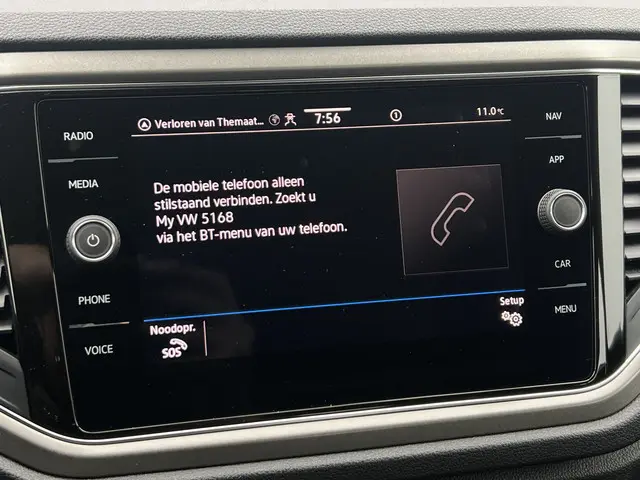 RADIO
MEDIA
PHONE
VOICE
Verloren van Themaat...
7:56
1
11.0°C
De mobiele telefoon alleen
stilstaand verbinden. Zoekt u
My VW 5168
via het BT-menu van uw telefoon.
Noodopr.
SOS
Setup
NAV
APP
CAR
MENU